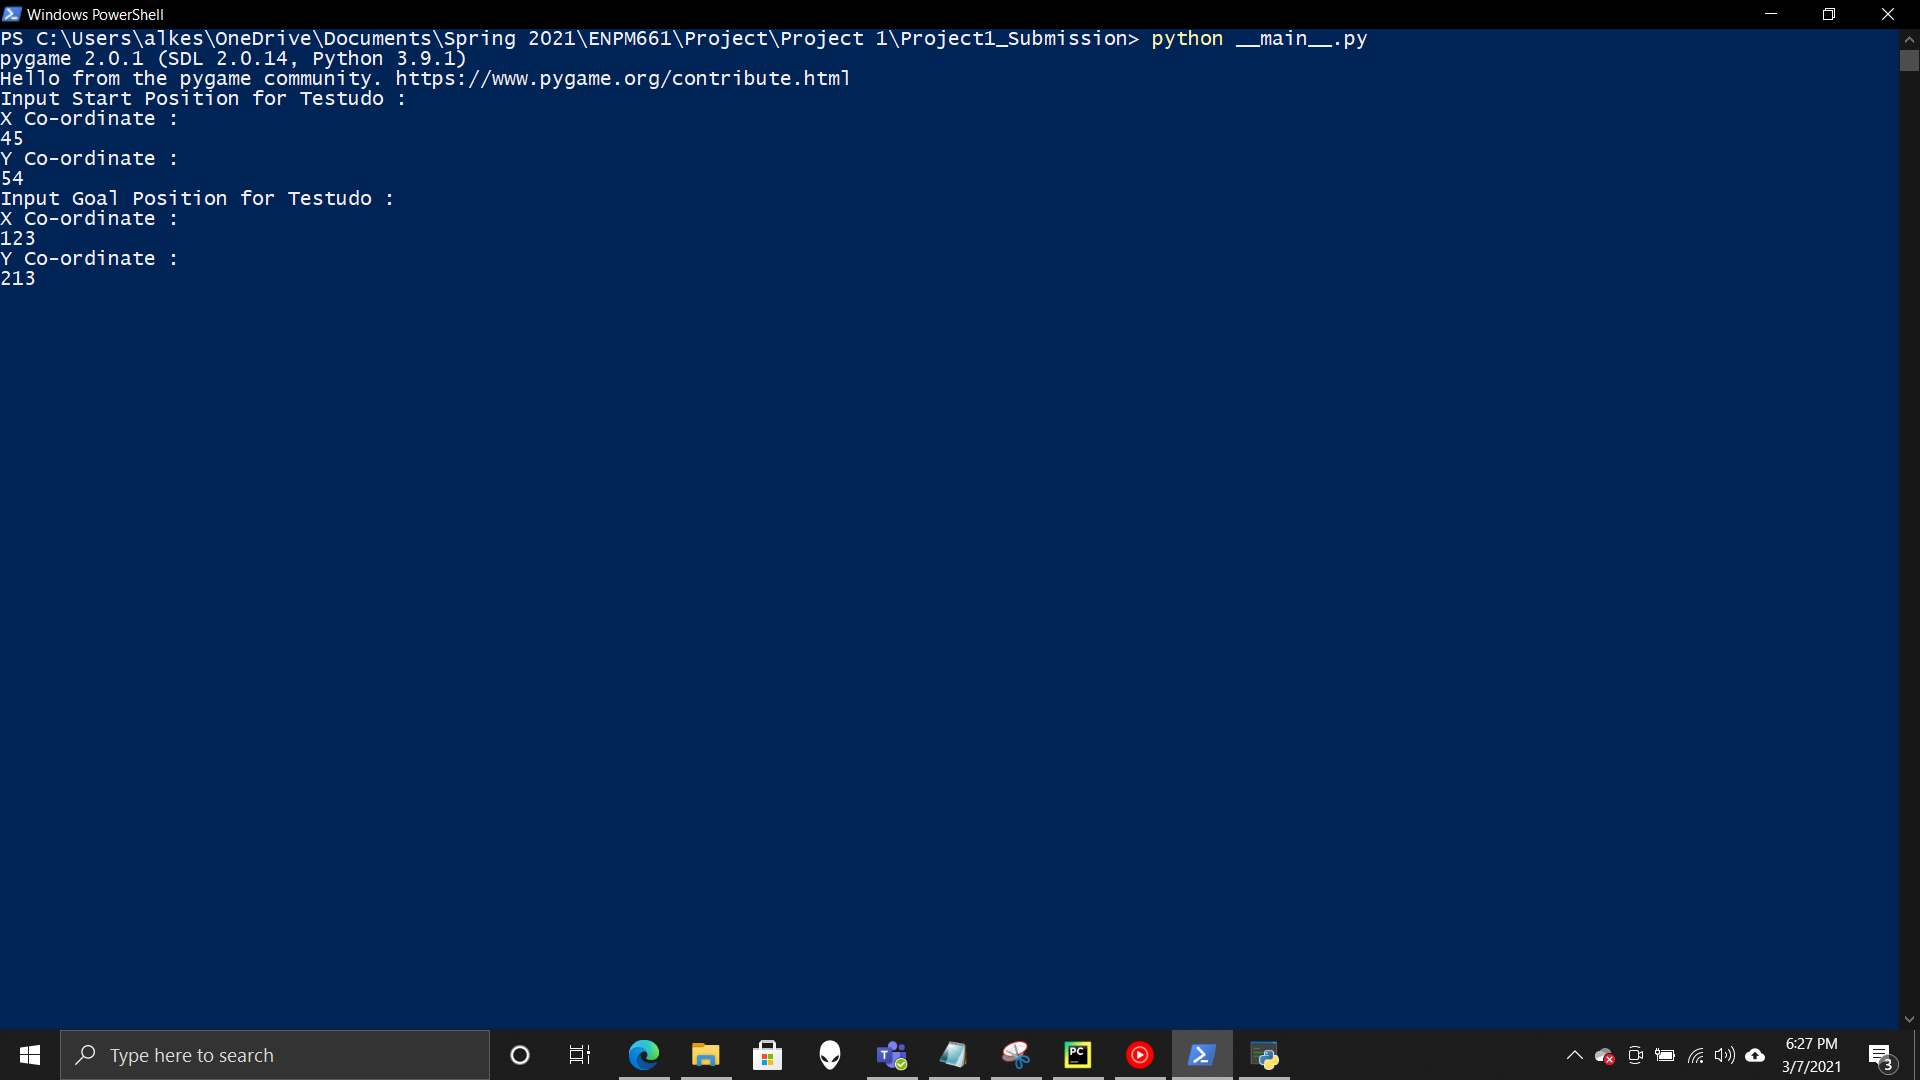 Windows PowerShell
PS C:\Users\alkes\OneDrive\Documents\Spring 2021\ENPM661\Project\Project 1\Project1_Submission> python __main__.py
pygame 2.0.1 (SDL 2.0.14, Python 3.9.1)
Hello from the pygame community. https://www.pygame.org/contribute.html
Input Start Position for Testudo :
X Co-ordinate :
45
Y Co-ordinate :
54
Input Goal Position for Testudo :
X Co-ordinate :
123
Y Co-ordinate :
213
Type here to search
T
PC
6:27 PM
3/7/2021
3